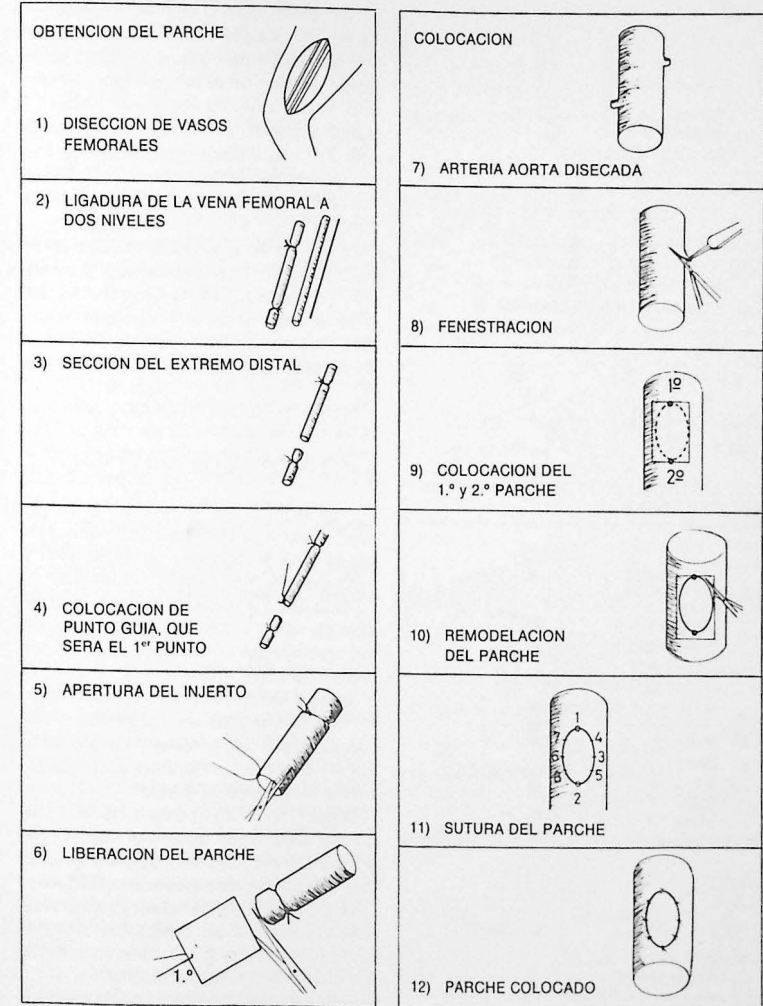 OBTENCION DEL PARCHE
1) DISECCION DE VASOS
FEMORALES
2) LIGADURA DE LA VENA FEMORAL A
DOS NIVELES
3) SECCION DEL EXTREMO DISTAL
4) COLOCACION DE
PUNTO GUIA, QUE
SERA EL 1er PUNTO
5) APERTURA DEL INJERTO
6) LIBERACION DEL PARCHE
1.º
COLOCACION
7) ARTERIA AORTA DISECADA
8) FENESTRACION
1º
2º
9) COLOCACION DEL
1.º y 2.º PARCHE
10) REMODELACION
DEL PARCHE
1
7 4
6 3
8 5
2
11) SUTURA DEL PARCHE
12) PARCHE COLOCADO